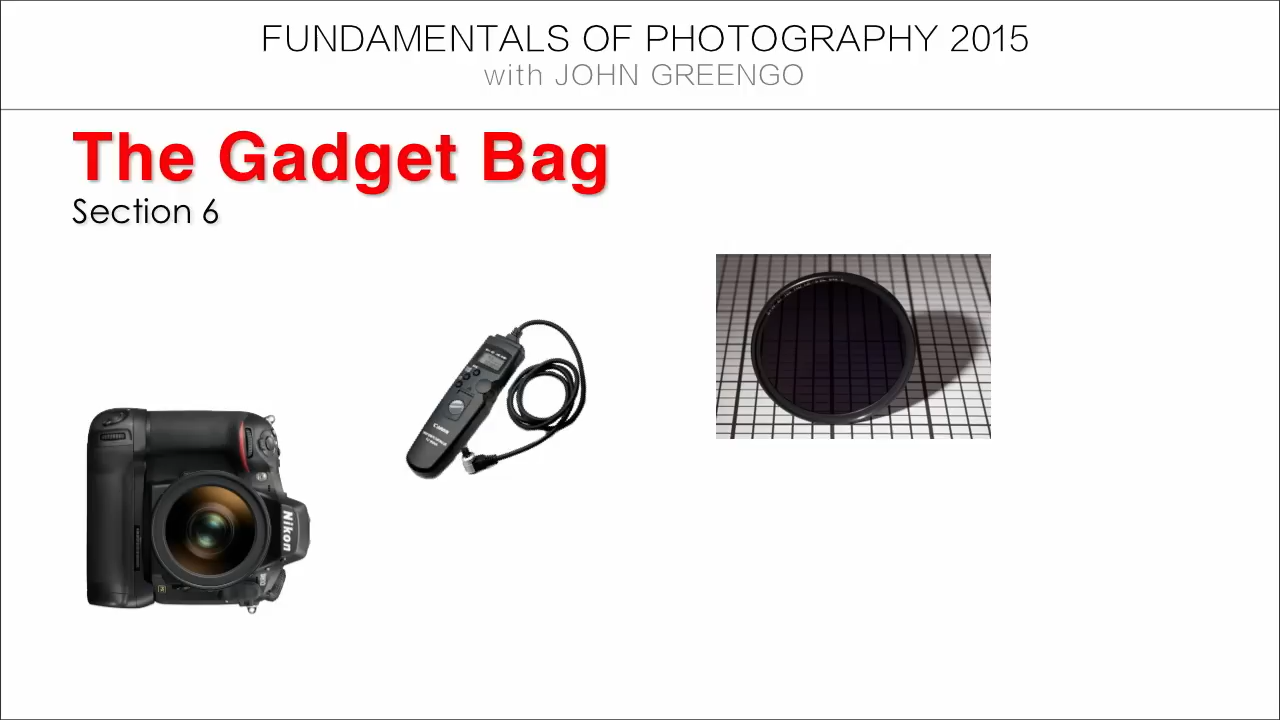 FUNDAMENTALS OF PHOTOGRAPHY 2015
with JOHN GREENGO
The Gadget Bag
Section 6
Canon
Nikon